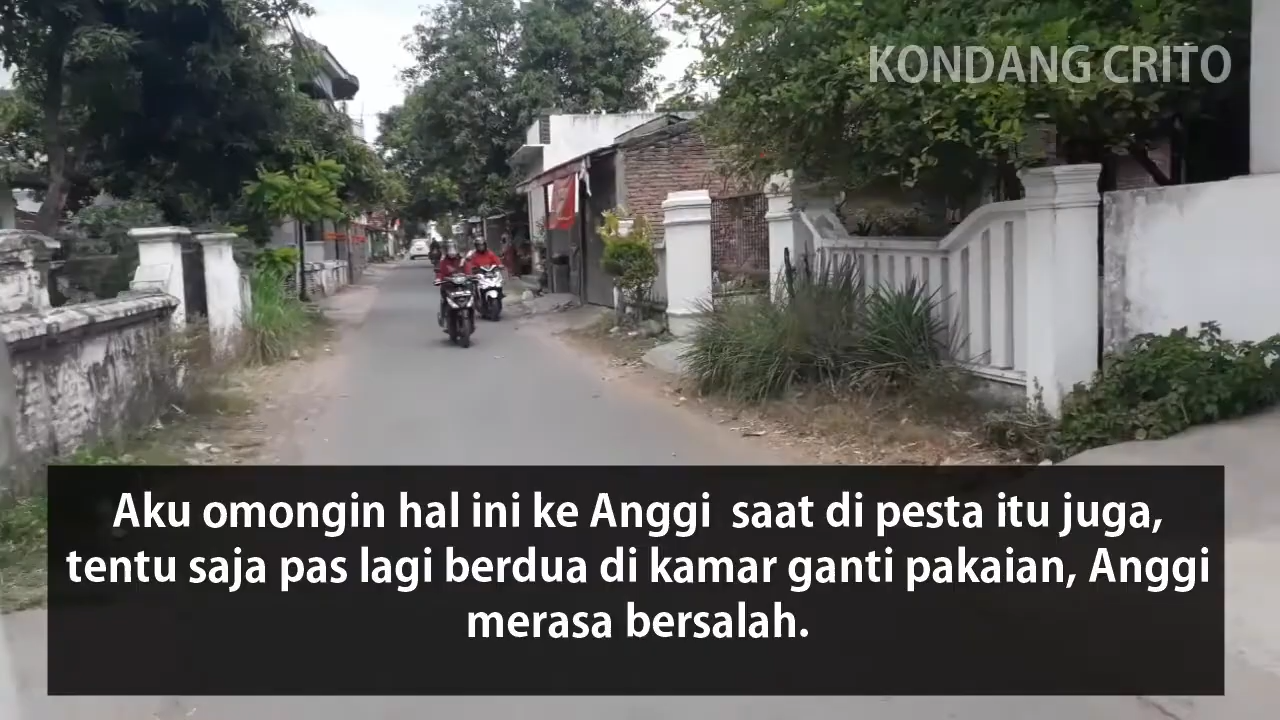 KONDANG CRITO
Aku omongin hal ini ke Anggi  saat di pesta itu juga,
tentu saja pas lagi berdua di kamar ganti pakaian, Anggi
merasa bersalah.